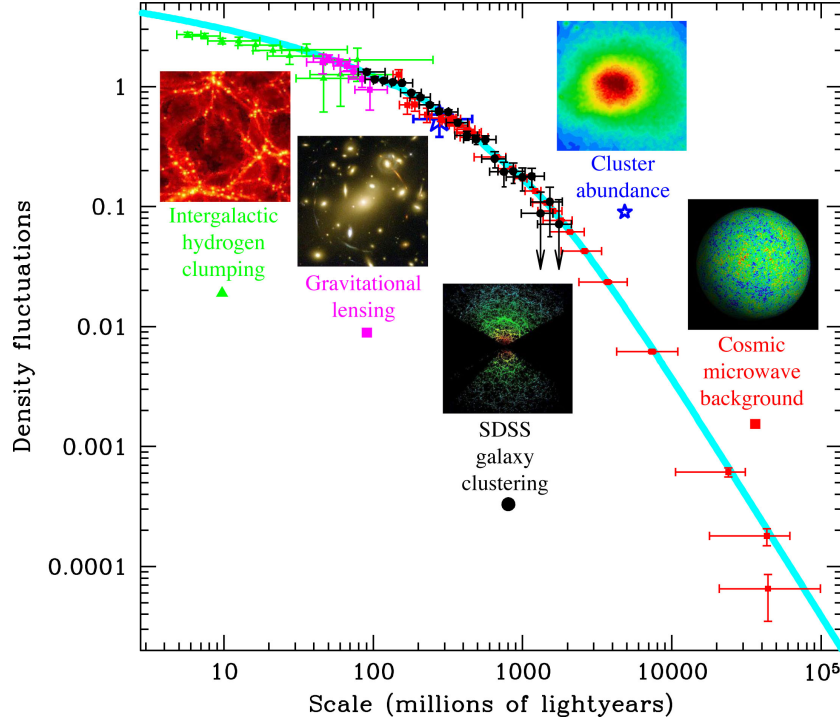 1
0.1
0.01
0.001
0.0001
Density fluctuations
Intergalactic
hydrogen
clumping
Gravitational
lensing
Cluster
abundance
SDSS
galaxy
clustering
Cosmic
microwave
background
10
100
1000
10000
10⁵
Scale (millions of lightyears)